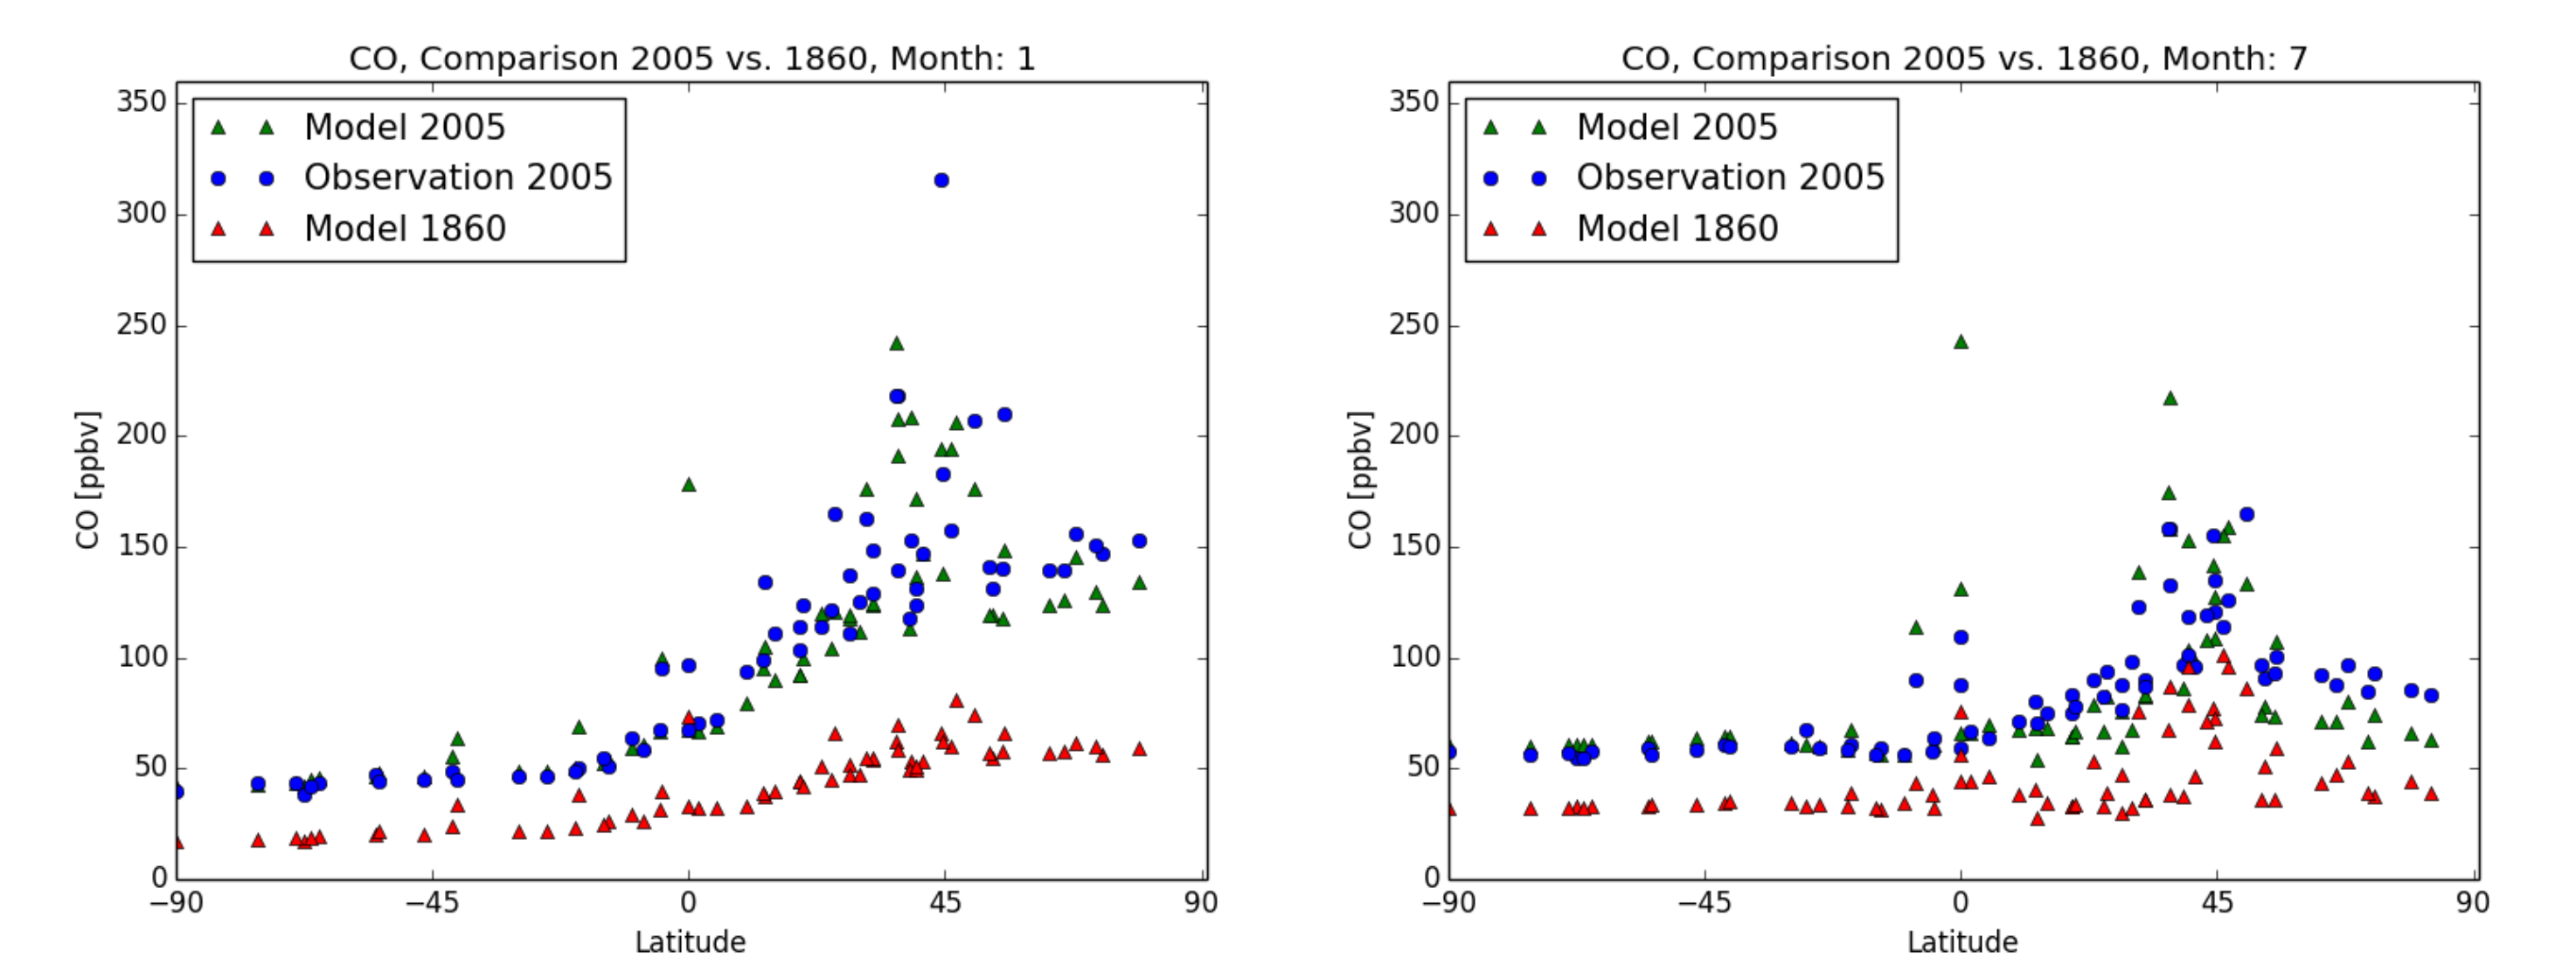 CO, Comparison 2005 vs. 1860, Month: 1
350
300
250
200
150
100
50
0
CO [ppbv]
Model 2005
Observation 2005
Model 1860
−90
−45
0
45
90
Latitude
CO, Comparison 2005 vs. 1860, Month: 7
350
300
250
200
150
100
50
0
CO [ppbv]
Model 2005
Observation 2005
Model 1860
−90
−45
0
45
90
Latitude